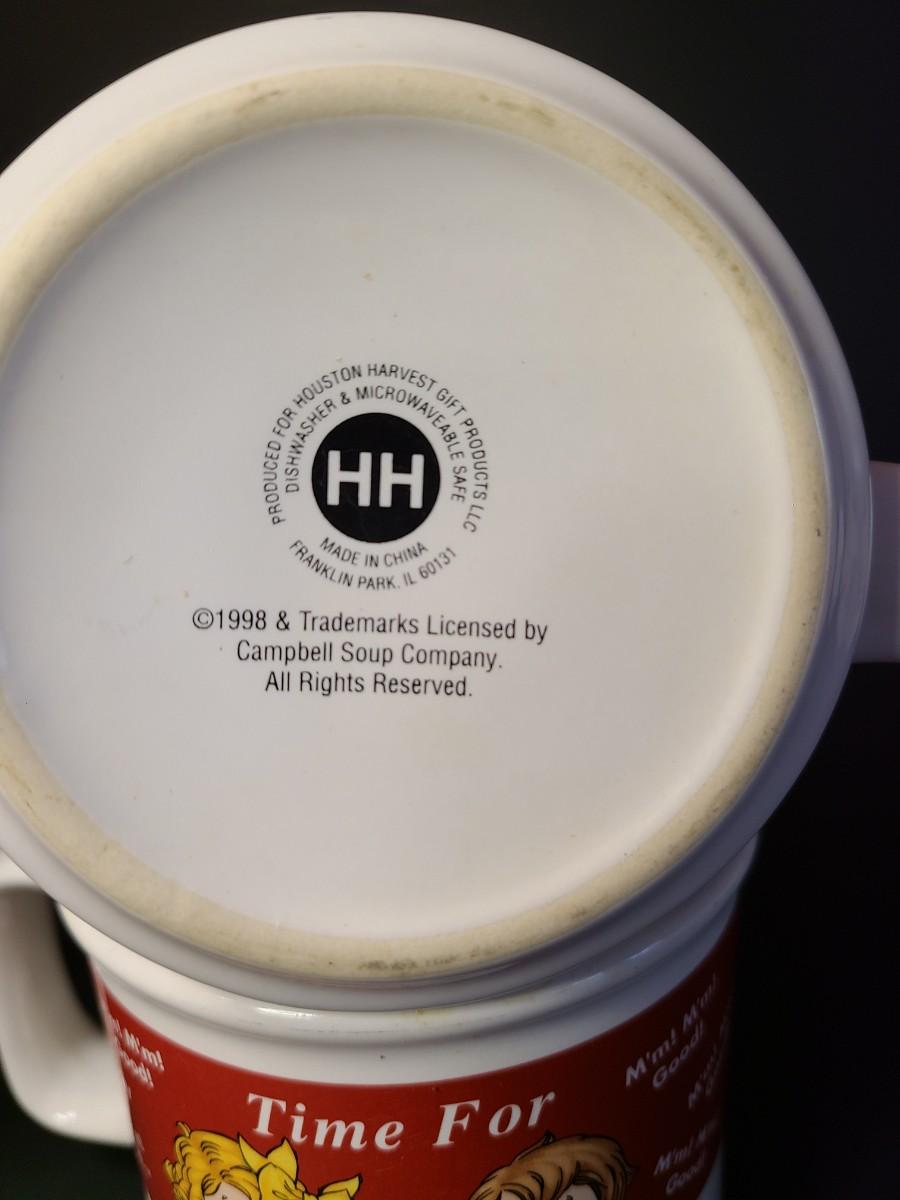 PRODUCED FOR HOUSTON HARVEST GIFT PRODUCTS LLC
DISHWASHER & MICROWAVEABLE SAFE
HH
MADE IN CHINA
FRANKLIN PARK. IL 60131
©1998 & Trademarks Licensed by
Campbell Soup Company.
All Rights Reserved.
Time For
M'm! M'm!
Good!
M'm!
Good!